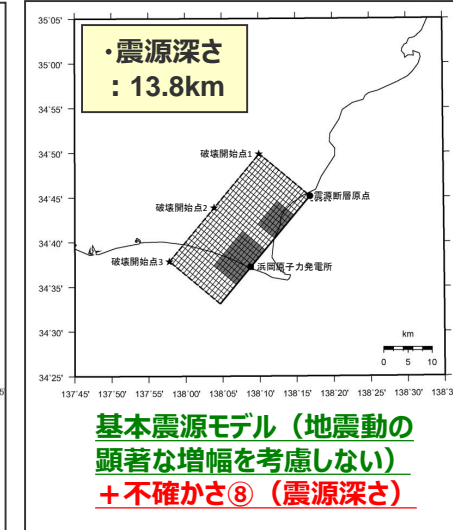 ・震源深さ
：13.8km
35˚05'
35˚00'
34˚55'
34˚50'
34˚45'
34˚40'
34˚35'
34˚30'
34˚25'
破壊開始点1
震源断層原点
破壊開始点2
破壊開始点3
浜岡原子力発電所
km
0 5 10
137˚45' 137˚50' 137˚55' 138˚00' 138˚05' 138˚10' 138˚15' 138˚20' 138˚25' 138˚30' 138˚3
基本震源モデル（地震動の
顕著な増幅を考慮しない）
＋不確かさ⑧（震源深さ）